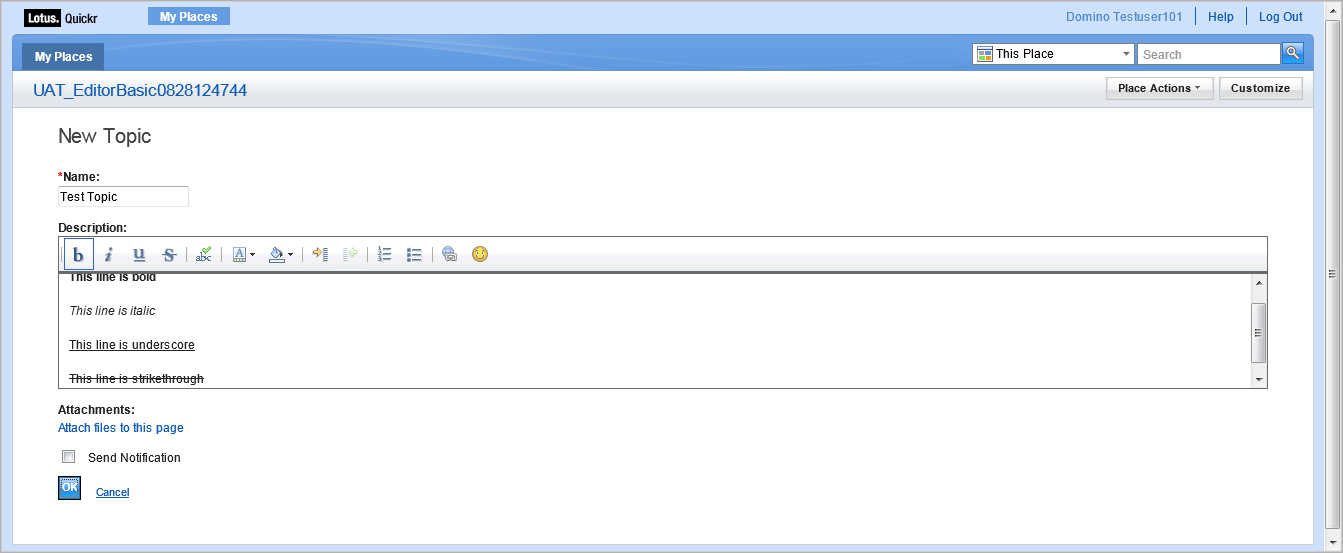 Lotus. Quickr My Places Domino Testuser101 Help Log Out
My Places This Place Search
UAT_EditorBasic0828124744 Place Actions Customize
New Topic
*Name:
Test Topic
Description:
b i u S abc A
This line is bold
This line is italic
This line is underscore
This line is strikethrough
Attachments:
Attach files to this page
Send Notification
OK Cancel